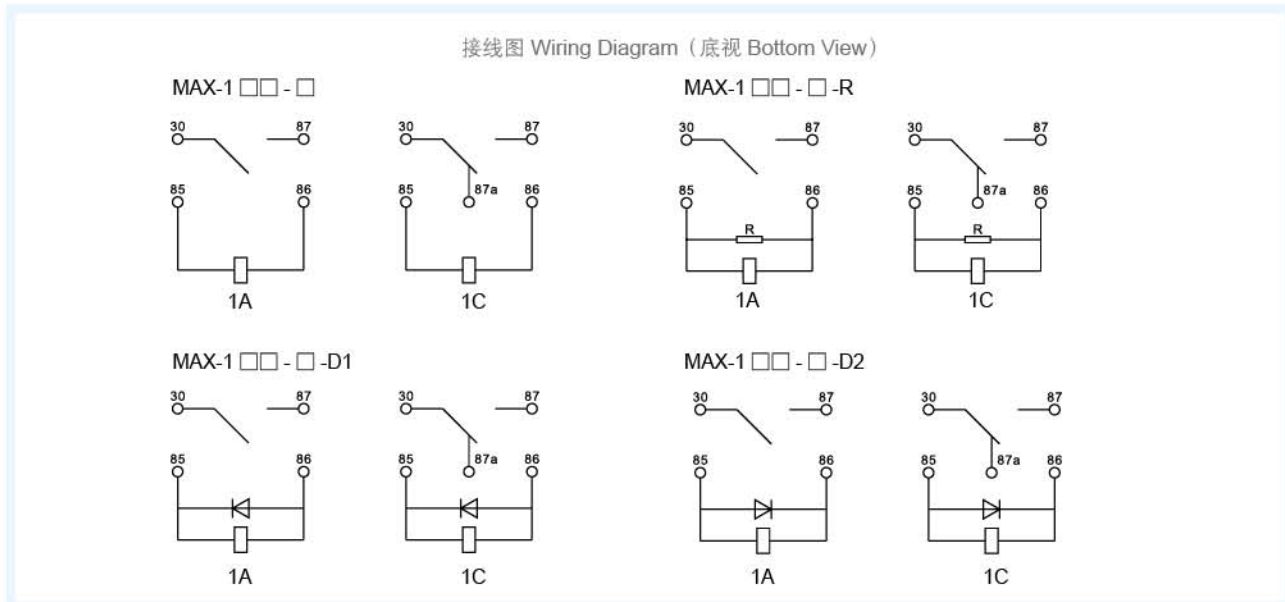 接线图 Wiring Diagram（底视 Bottom View）
MAX-1 □□ - □
MAX-1 □□ - □ -R
30 87 30 87 30 87 30 87
85 86 85 87a 86 85 86 85 87a 86
R R
1A 1C 1A 1C
MAX-1 □□ - □ -D1
MAX-1 □□ - □ -D2
30 87 30 87 30 87 30 87
85 86 85 87a 86 85 86 85 87a 86
1A 1C 1A 1C